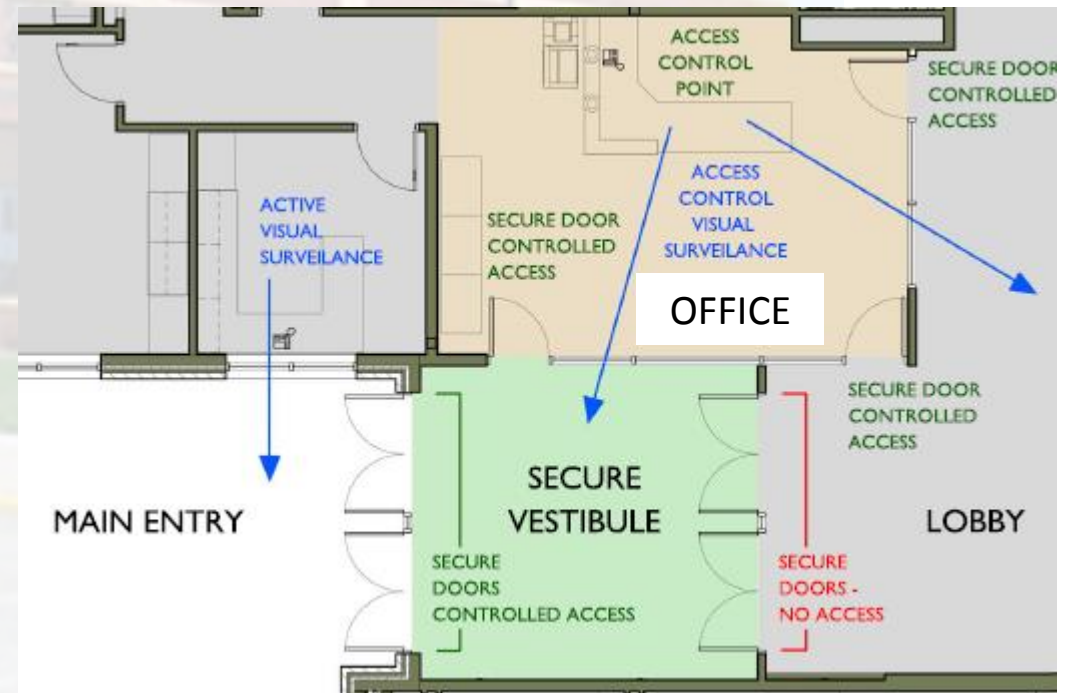 ACCESS
CONTROL
POINT
SECURE DOOR
CONTROLLED
ACCESS
ACTIVE
VISUAL
SURVEILANCE
SECURE DOOR
CONTROLLED
ACCESS
ACCESS
CONTROL
VISUAL
SURVEILANCE
OFFICE
SECURE DOOR
CONTROLLED
ACCESS
MAIN ENTRY
SECURE
VESTIBULE
LOBBY
SECURE
DOORS
CONTROLLED ACCESS
SECURE
DOORS -
NO ACCESS